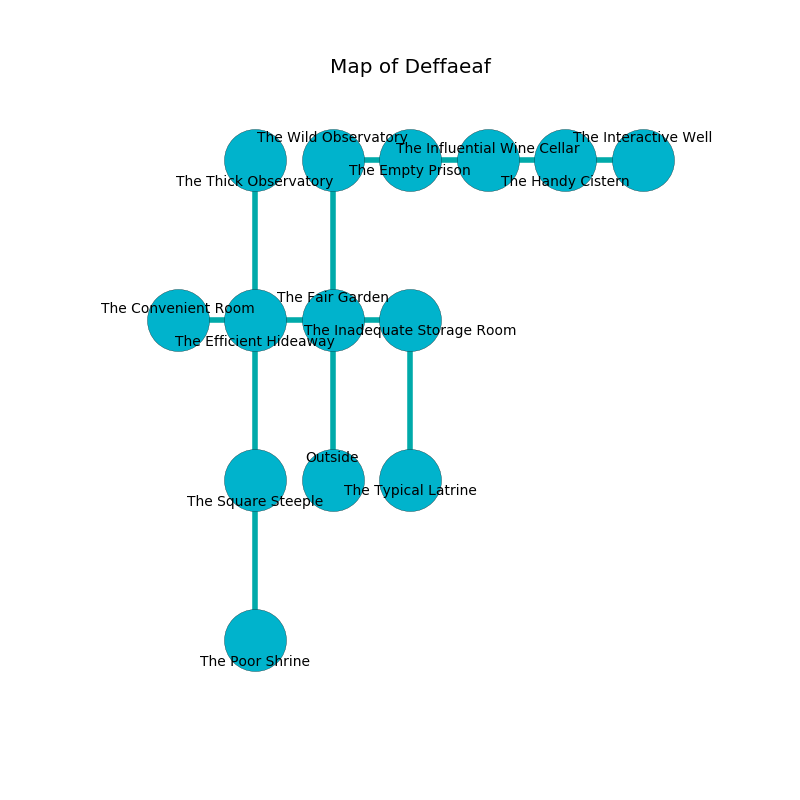 Map of Deffaeaf
The Wild Observatory
The Interactive Well
The Influential Wine Cellar
The Empty Prison
The Thick Observatory
The Handy Cistern
The Fair Garden
The Convenient Room
The Inadequate Storage Room
The Efficient Hideaway
Outside
The Typical Latrine
The Square Steeple
The Poor Shrine